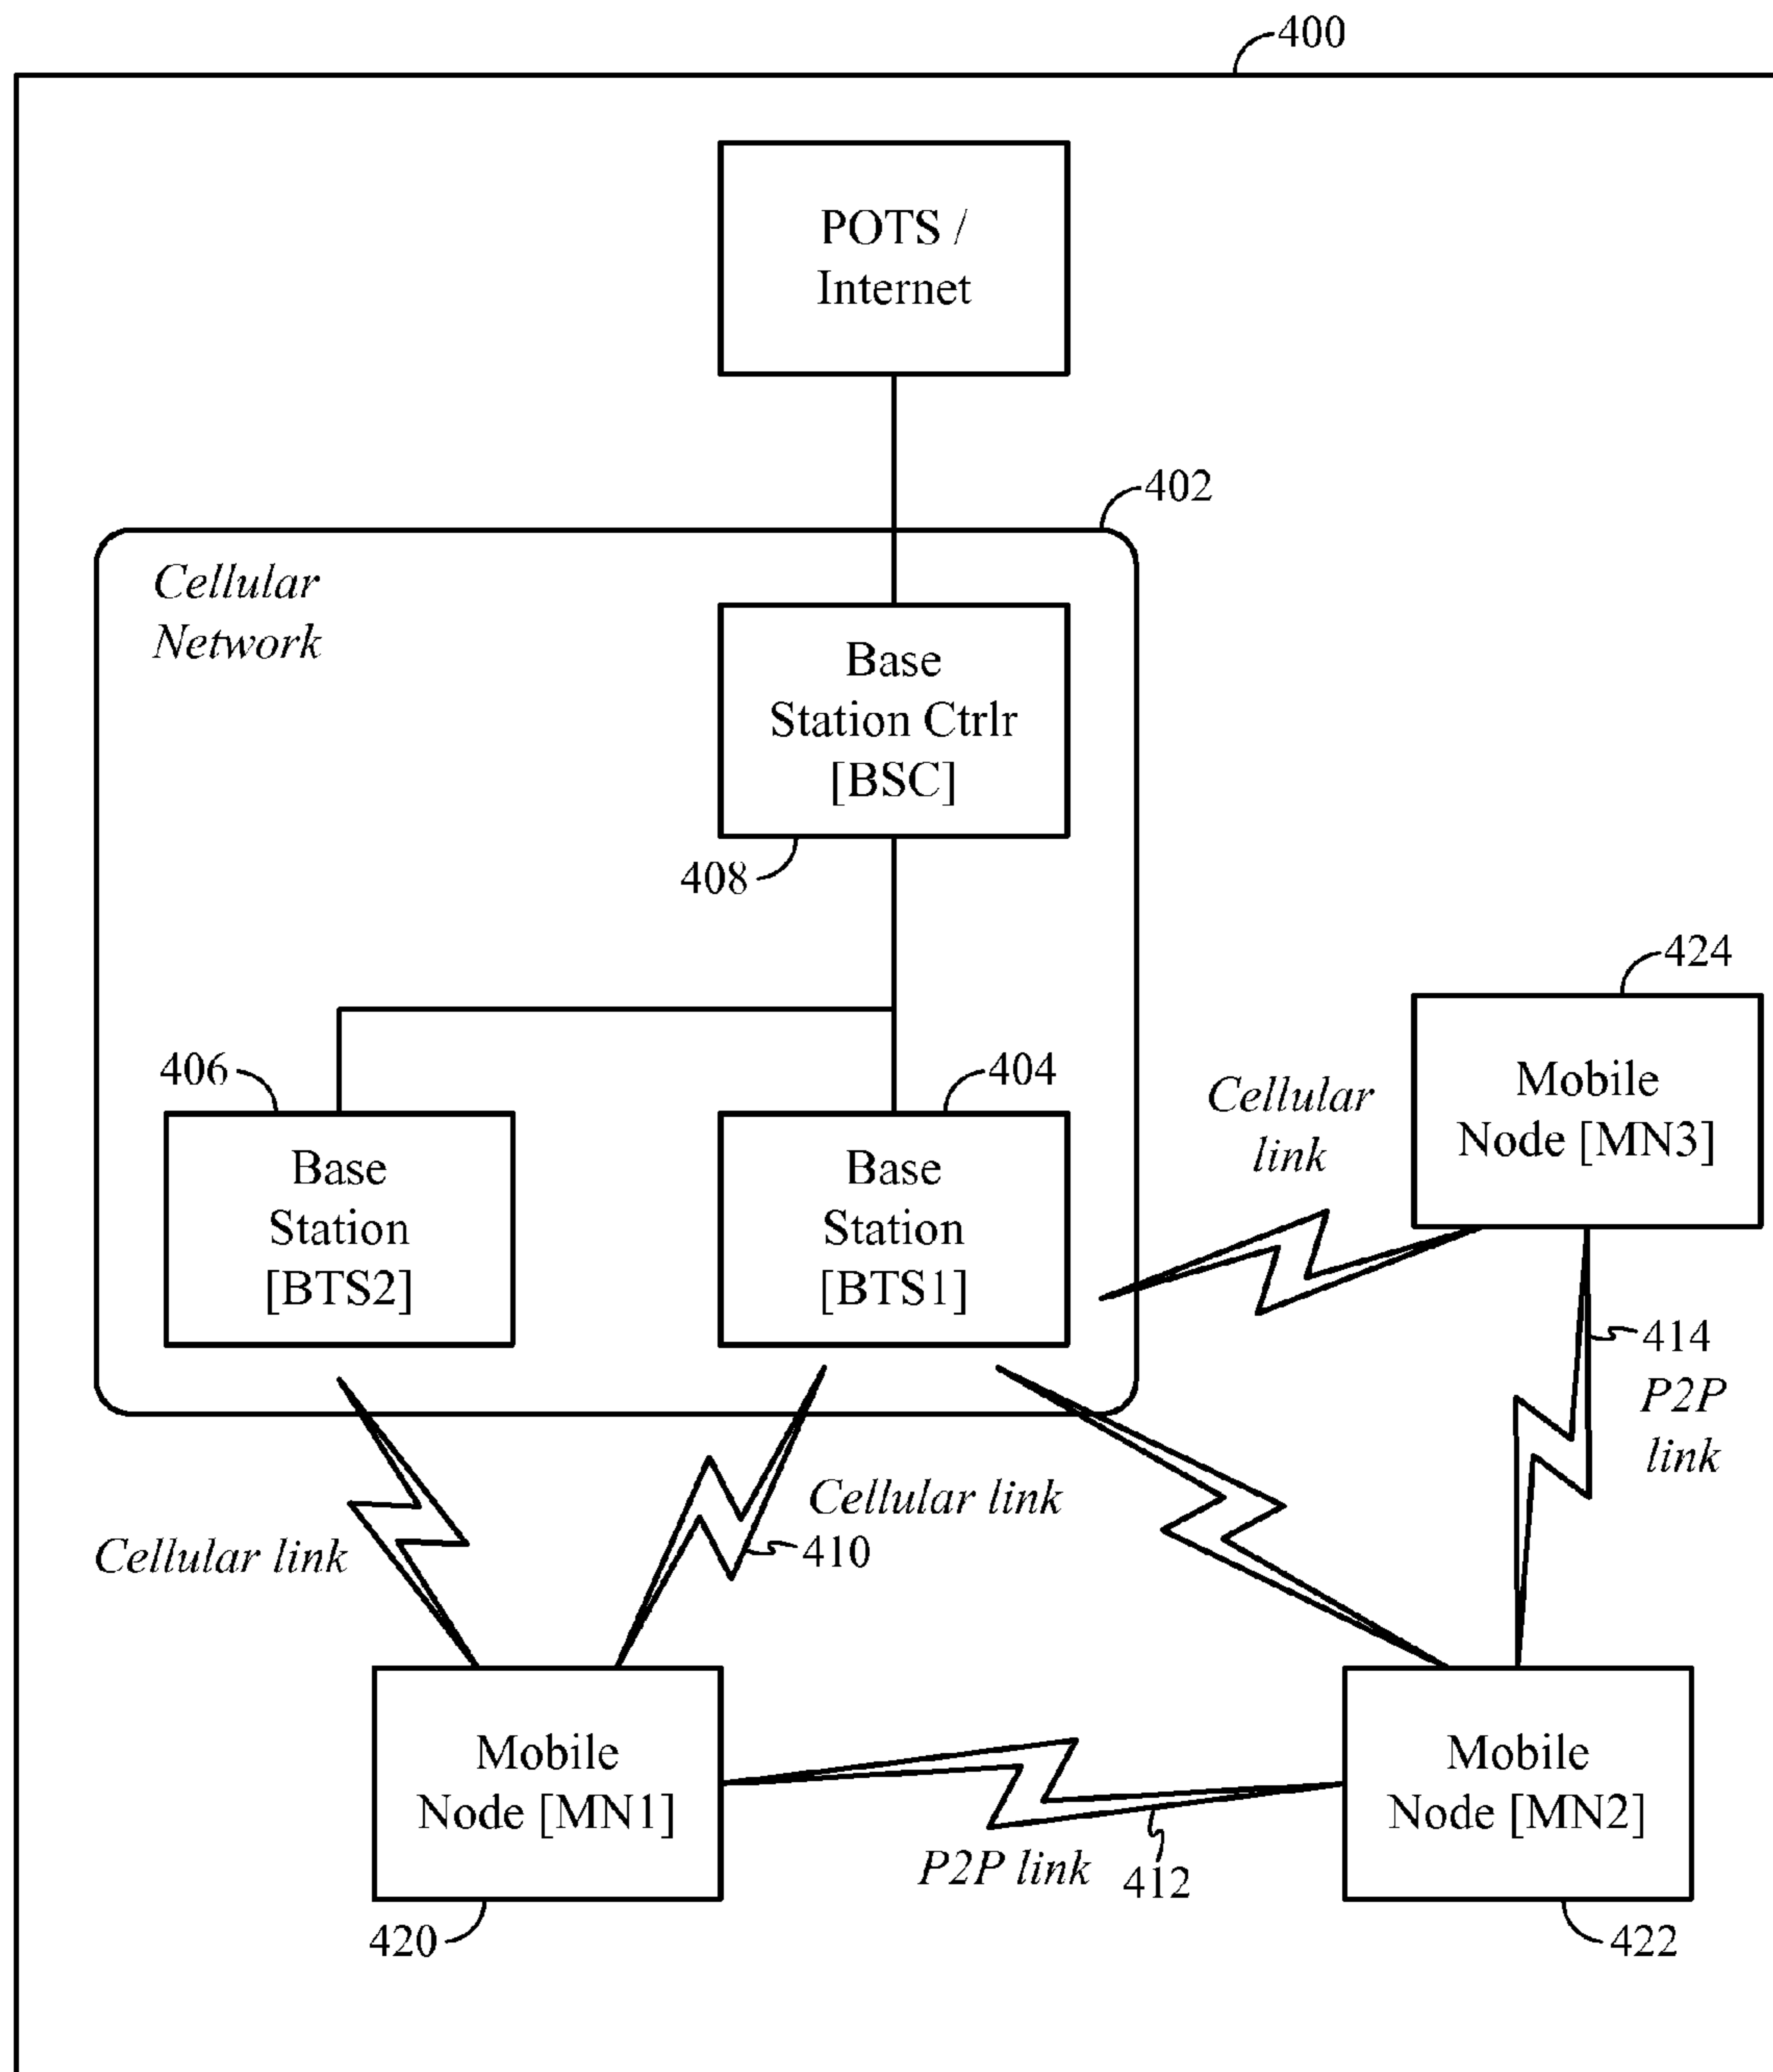 400
POTS /
Internet
402
Cellular
Network
Base
Station Ctrlr
[BSC]
408
424
Mobile
Node [MN3]
406
404
Cellular
link
Base
Station
[BTS2]
Base
Station
[BTS1]
414
P2P
link
Cellular link
Cellular link
410
Mobile
Node [MN1]
Mobile
Node [MN2]
P2P link
412
420
422